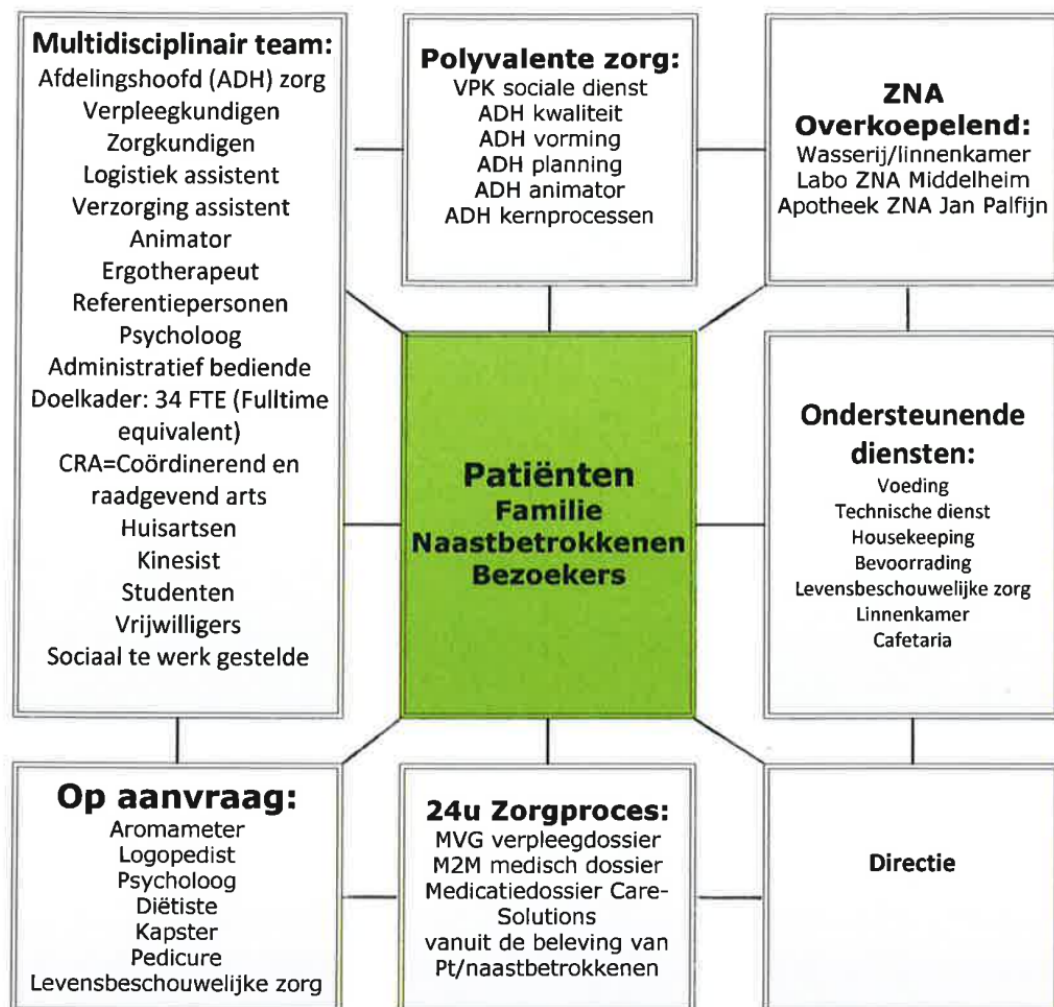 Multidisciplinair team:
Afdelingshoofd (ADH) zorg
Verpleegkundigen
Zorgkundigen
Logistiek assistent
Verzorging assistent
Animator
Ergotherapeut
Referentiepersonen
Psycholoog
Administratief bediende
Doelkader: 34 FTE (Fulltime
equivalent)
CRA=Coördinerend en
raadgevend arts
Huisartsen
Kinesist
Studenten
Vrijwilligers
Sociaal te werk gestelde
Polyvalente zorg:
VPK sociale dienst
ADH kwaliteit
ADH vorming
ADH planning
ADH animator
ADH kernprocessen
ZNA
Overkoepelend:
Wasserij/linnenkamer
Labo ZNA Middelheim
Apotheek ZNA Jan Palfijn
Patiënten
Familie
Naastbetrokkenen
Bezoekers
Ondersteunende
diensten:
Voeding
Technische dienst
Housekeeping
Bevoorrading
Levensbeschouwelijke zorg
Linnenkamer
Cafetaria
Op aanvraag:
Aromameter
Logopedist
Psycholoog
Diëtiste
Kapster
Pedicure
Levensbeschouwelijke zorg
24u Zorgproces:
MVG verpleegdossier
M2M medisch dossier
Medicatiedossier Care-
Solutions
vanuit de beleving van
Pt/naastbetrokkenen
Directie